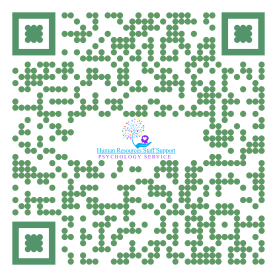 Human Resources Staff Support
PSYCHOLOGY SERVICE